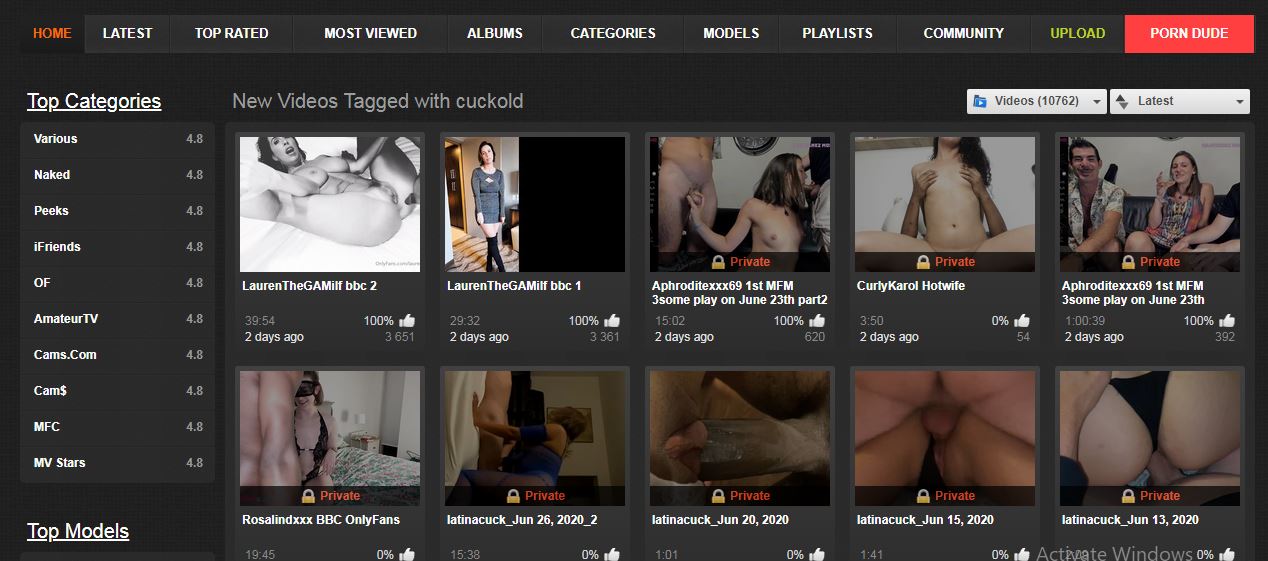 HOME LATEST TOP RATED MOST VIEWED ALBUMS CATEGORIES MODELS PLAYLISTS COMMUNITY UPLOAD PORN DUDE
Top Categories
Various 4.8
Naked 4.8
Peeks 4.8
iFriends 4.8
OF 4.8
AmateurTV 4.8
Cams.Com 4.8
Cam$ 4.8
MFC 4.8
MV Stars 4.8
Top Models
New Videos Tagged with cuckold
Videos (10762) Latest
Private Private Private
LaurenTheGAMilf bbc 2
39:54 100%
2 days ago 3 651
LaurenTheGAMilf bbc 1
29:32 100%
2 days ago 3 361
Aphroditexxx69 1st MFM
3some play on June 23th part2
15:02 100%
2 days ago 620
CurlyKarol Hotwife
3:50 0%
2 days ago 54
Aphroditexxx69 1st MFM
3some play on June 23th
1:00:39 100%
2 days ago 392
Private Private Private Private Private
Rosalindxxx BBC OnlyFans
19:45 0%
latinacuck_Jun 26, 2020_2
15:38 0%
latinacuck_Jun 20, 2020
1:01 0%
latinacuck_Jun 15, 2020
1:41 0%
latinacuck_Jun 13, 2020
0%
Activate Windows